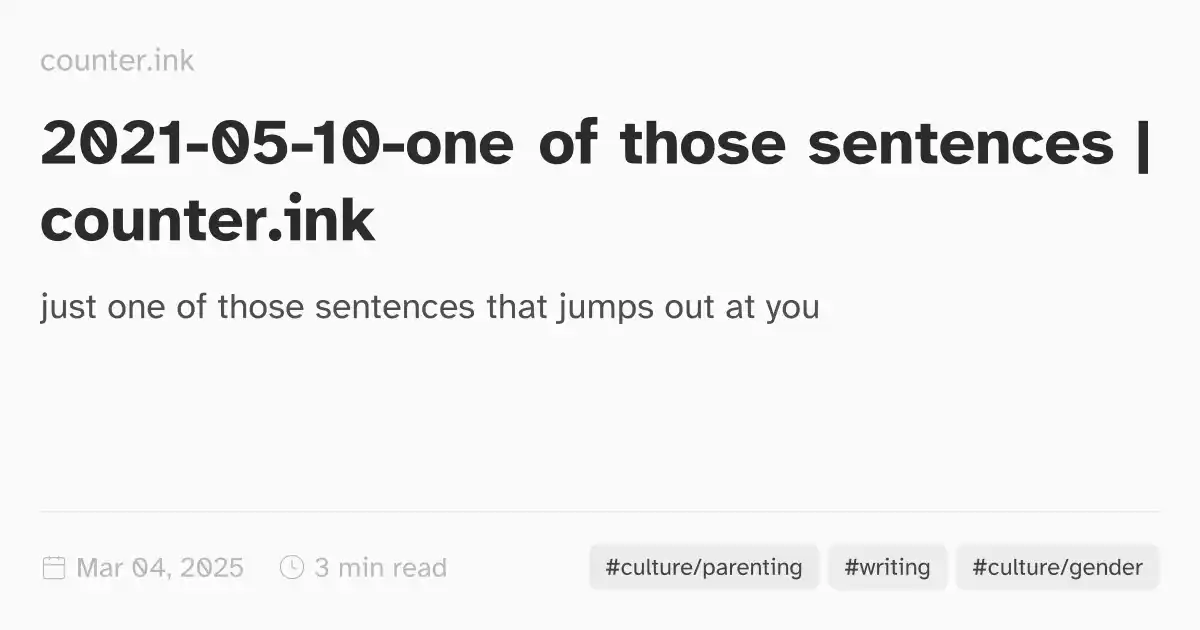 counter.ink
2021-05-10-one of those sentences |
counter.ink
just one of those sentences that jumps out at you
Mar 04, 2025 3 min read #culture/parenting #writing #culture/gender